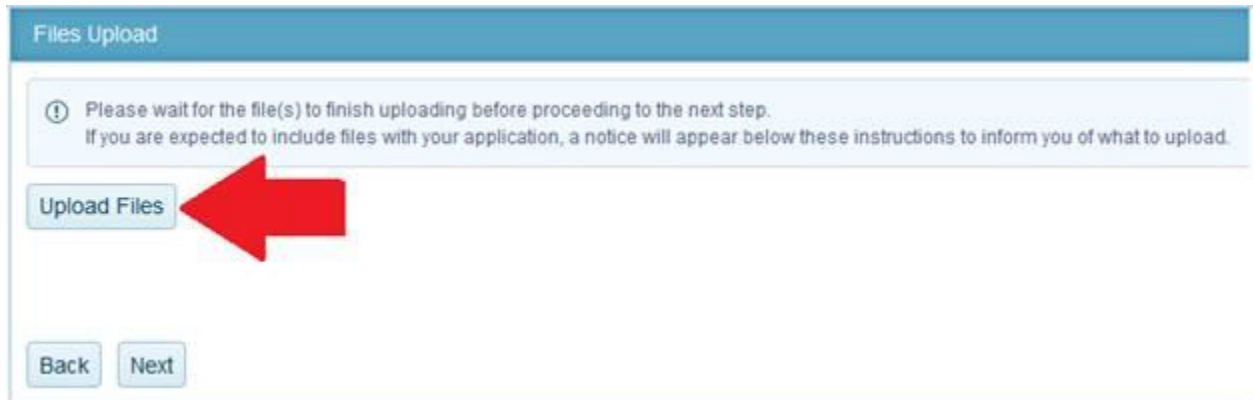 Files Upload
Please wait for the file(s) to finish uploading before proceeding to the next step.
If you are expected to include files with your application, a notice will appear below these instructions to inform you of what to upload.
Upload Files
Back Next